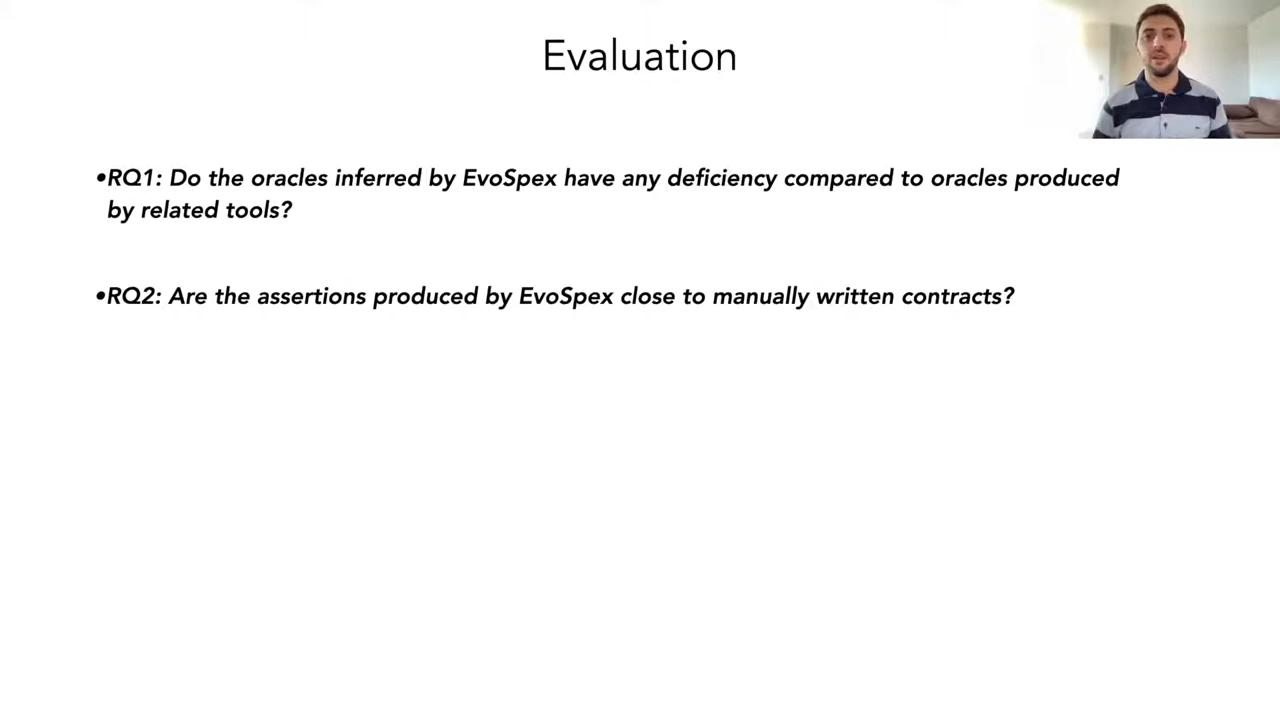 Evaluation
•RQ1: Do the oracles inferred by EvoSpex have any deficiency compared to oracles produced
by related tools?
•RQ2: Are the assertions produced by EvoSpex close to manually written contracts?